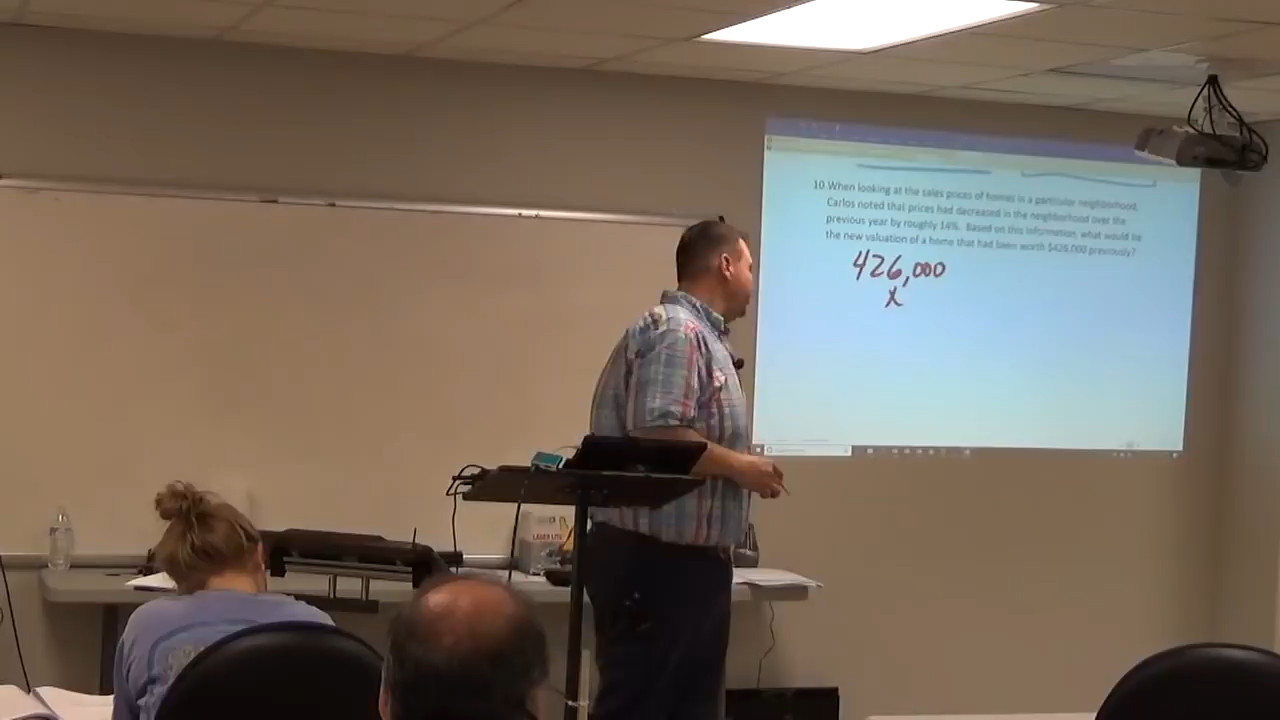 10. When looking at the sales prices of homes in a particular neighborhood,
Carlos noted that prices had decreased in the neighborhood over the
previous year by roughly 14%. Based on this information, what would be
the new valuation of a home that had been worth $426,000 previously?
426,000
x